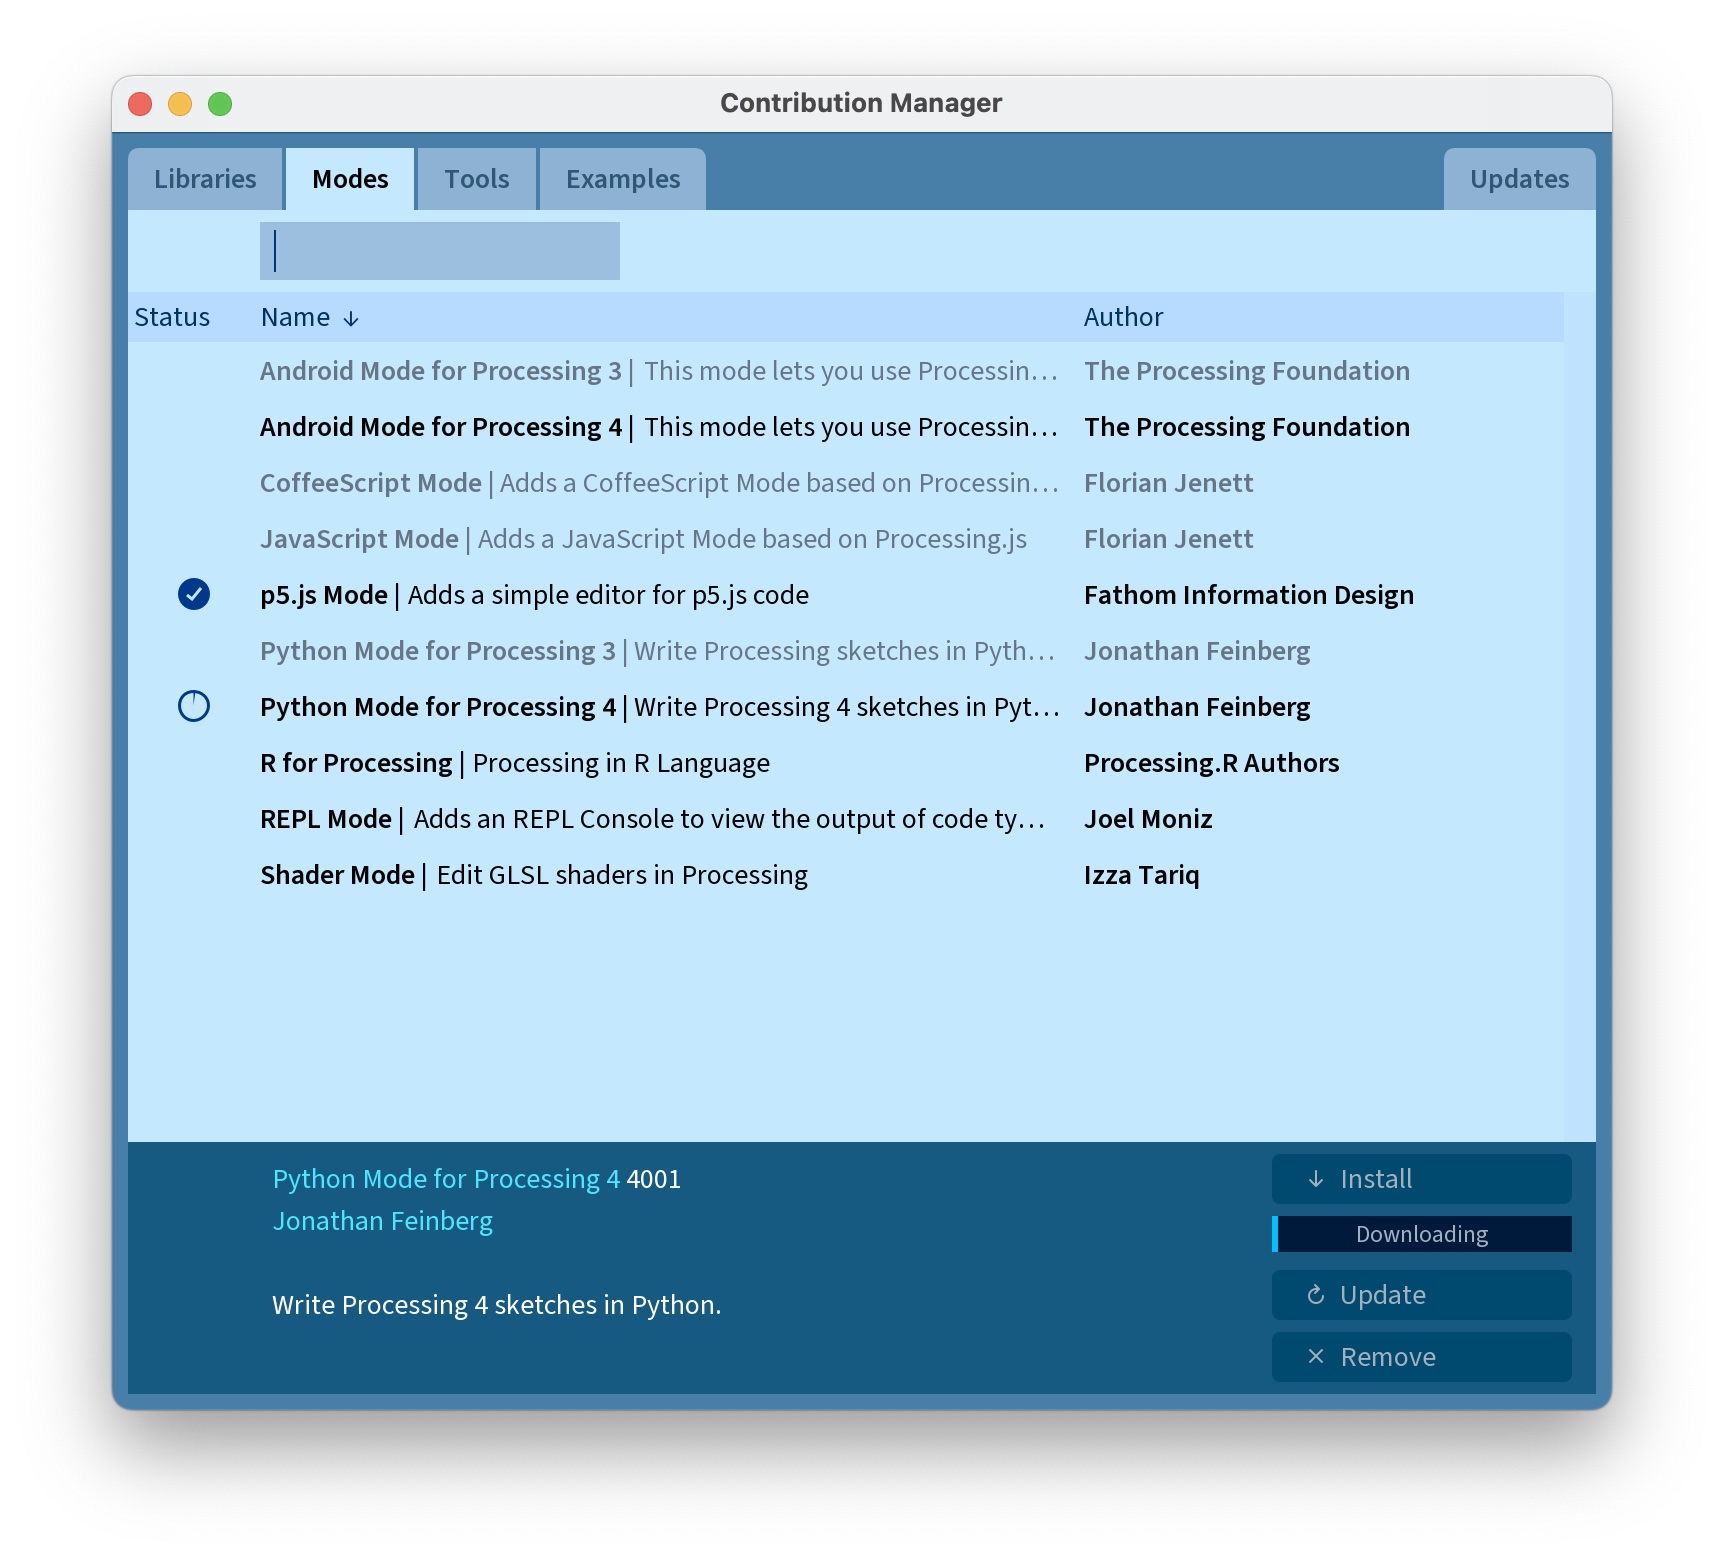 Contribution Manager
Libraries Modes Tools Examples Updates
Status Name ↓ Author
Android Mode for Processing 3 | This mode lets you use Processin… The Processing Foundation
Android Mode for Processing 4 | This mode lets you use Processin… The Processing Foundation
CoffeeScript Mode | Adds a CoffeeScript Mode based on Processin… Florian Jenett
JavaScript Mode | Adds a JavaScript Mode based on Processing.js Florian Jenett
p5.js Mode | Adds a simple editor for p5.js code Fathom Information Design
Python Mode for Processing 3 | Write Processing sketches in Pyth… Jonathan Feinberg
Python Mode for Processing 4 | Write Processing 4 sketches in Pyt… Jonathan Feinberg
R for Processing | Processing in R Language Processing.R Authors
REPL Mode | Adds an REPL Console to view the output of code ty… Joel Moniz
Shader Mode | Edit GLSL shaders in Processing Izza Tariq
Python Mode for Processing 4 4001
Jonathan Feinberg
Write Processing 4 sketches in Python.
Install
Downloading
Update
Remove